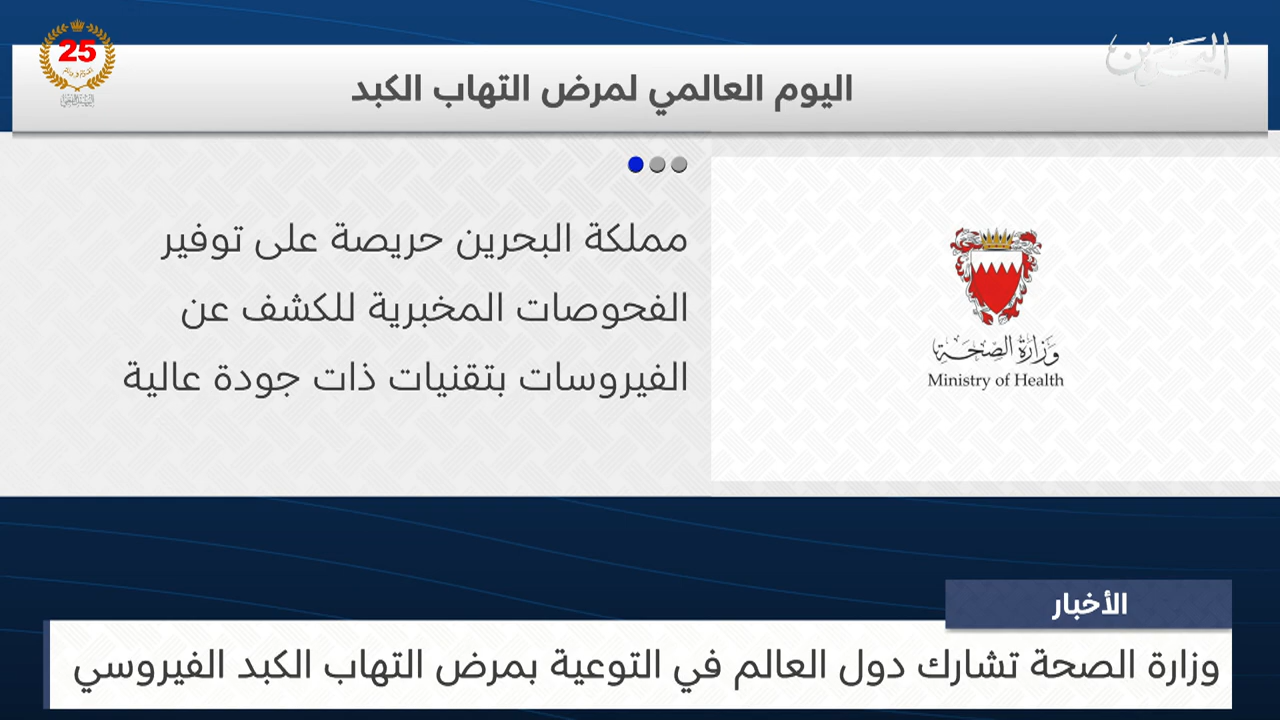 البحرين
25
اليوم العالمي لمرض التهاب الكبد
مملكة البحرين حريصة على توفير
الفحوصات المخبرية للكشف عن
الفيروسات بتقنيات ذات جودة عالية
وزارة الصحة
Ministry of Health
الأخبار
وزارة الصحة تشارك دول العالم في التوعية بمرض التهاب الكبد الفيروسي